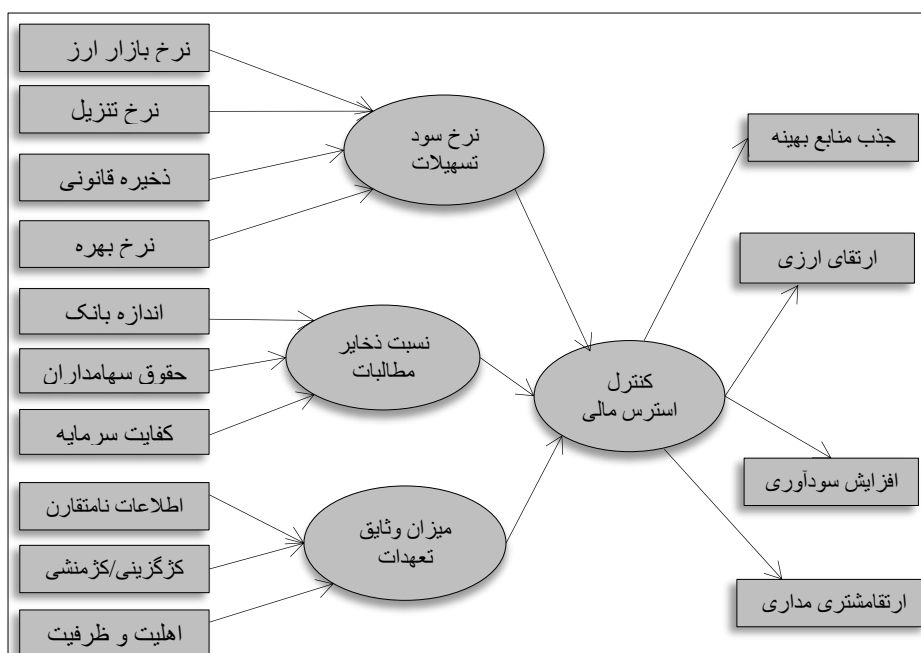 نرخ بازار ارز
نرخ تنزیل
ذخیره قانونی
نرخ بهره
اندازه بانک
حقوق سهامداران
کفایت سرمایه
اطلاعات نامتقارن
کژگزینی/کژمنشی
اهلیت و ظرفیت
نرخ سود
تسهیلات
نسبت ذخایر
مطالبات
میزان وثایق
تعهدات
کنترل
استرس مالی
جذب منابع بهینه
ارتقای ارزی
افزایش سودآوری
ارتقامشتری مداری